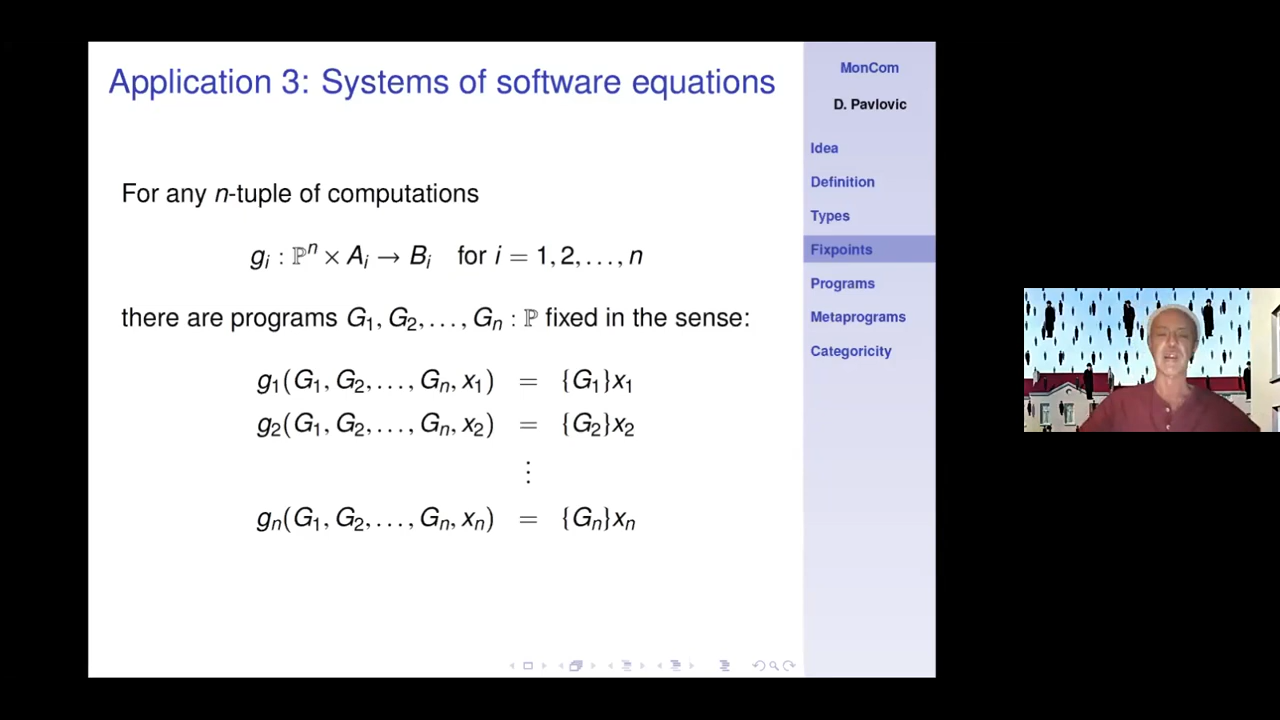 Application 3: Systems of software equations
For any n-tuple of computations
gᵢ : ℙⁿ × Aᵢ → Bᵢ for i = 1, 2, . . . , n
there are programs G₁, G₂, . . . , Gₙ : ℙ fixed in the sense:
g₁(G₁, G₂, . . . , Gₙ, x₁) = {G₁}x₁
g₂(G₁, G₂, . . . , Gₙ, x₂) = {G₂}x₂
⋮
gₙ(G₁, G₂, . . . , Gₙ, xₙ) = {Gₙ}xₙ
MonCom
D. Pavlovic
Idea
Definition
Types
Fixpoints
Programs
Metaprograms
Categoricity